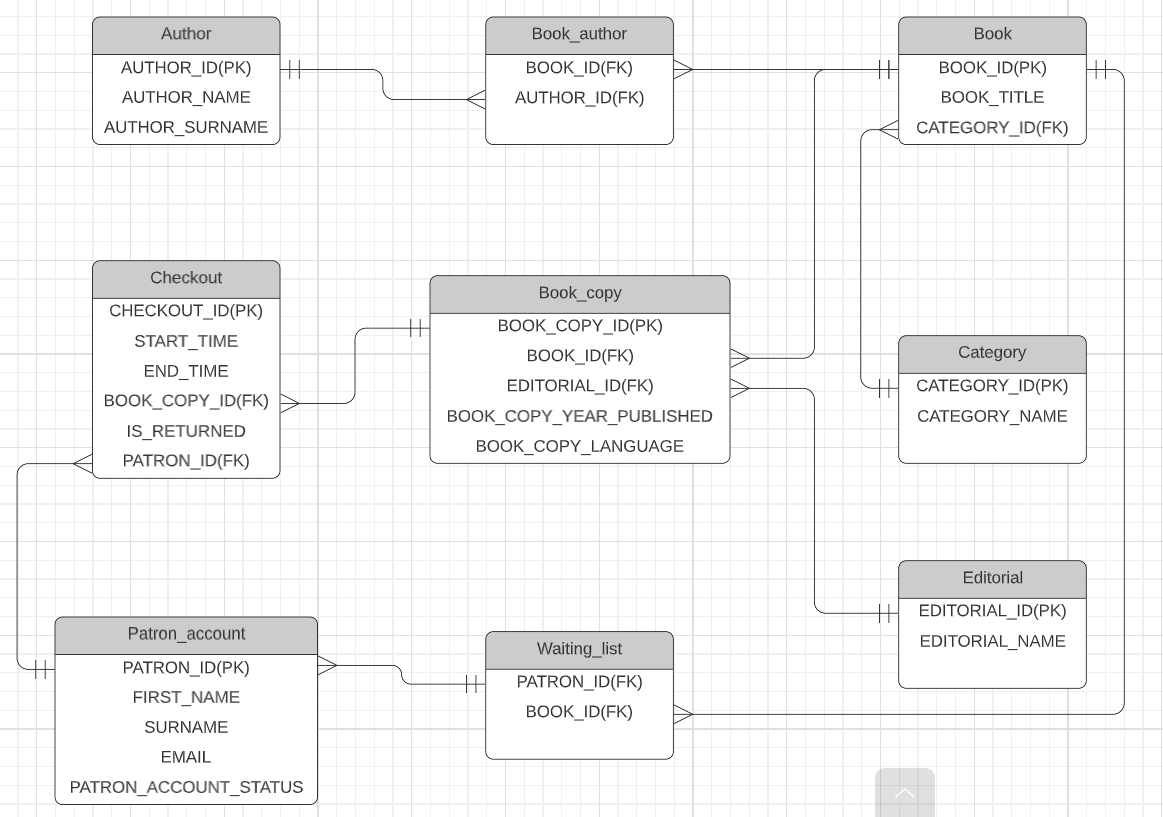 Author
AUTHOR_ID(PK)
AUTHOR_NAME
AUTHOR_SURNAME
Book_author
BOOK_ID(FK)
AUTHOR_ID(FK)
Book
BOOK_ID(PK)
BOOK_TITLE
CATEGORY_ID(FK)
Checkout
CHECKOUT_ID(PK)
START_TIME
END_TIME
BOOK_COPY_ID(FK)
IS_RETURNED
PATRON_ID(FK)
Book_copy
BOOK_COPY_ID(PK)
BOOK_ID(FK)
EDITORIAL_ID(FK)
BOOK_COPY_YEAR_PUBLISHED
BOOK_COPY_LANGUAGE
Category
CATEGORY_ID(PK)
CATEGORY_NAME
Editorial
EDITORIAL_ID(PK)
EDITORIAL_NAME
Patron_account
PATRON_ID(PK)
FIRST_NAME
SURNAME
EMAIL
PATRON_ACCOUNT_STATUS
Waiting_list
PATRON_ID(FK)
BOOK_ID(FK)